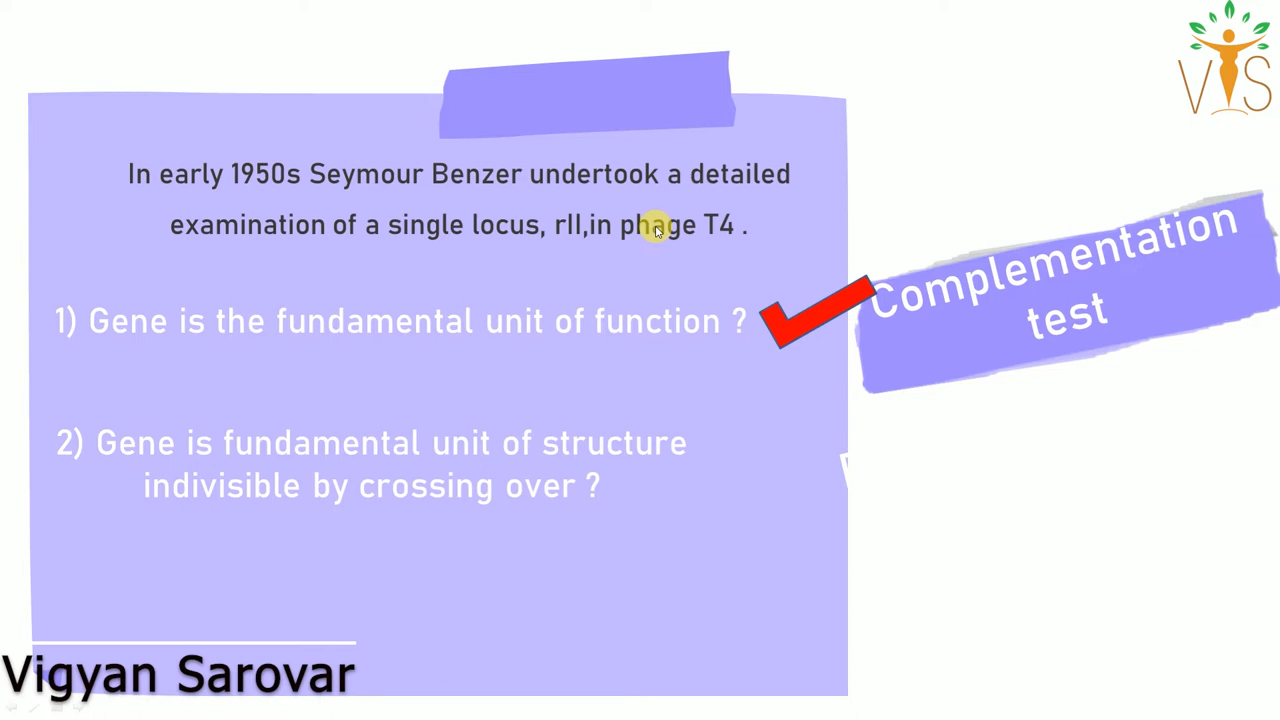 VIS
In early 1950s Seymour Benzer undertook a detailed
examination of a single locus, rII,in phage T4 .
Complementation
test
1) Gene is the fundamental unit of function ?
2) Gene is fundamental unit of structure
indivisible by crossing over ?
Vigyan Sarovar